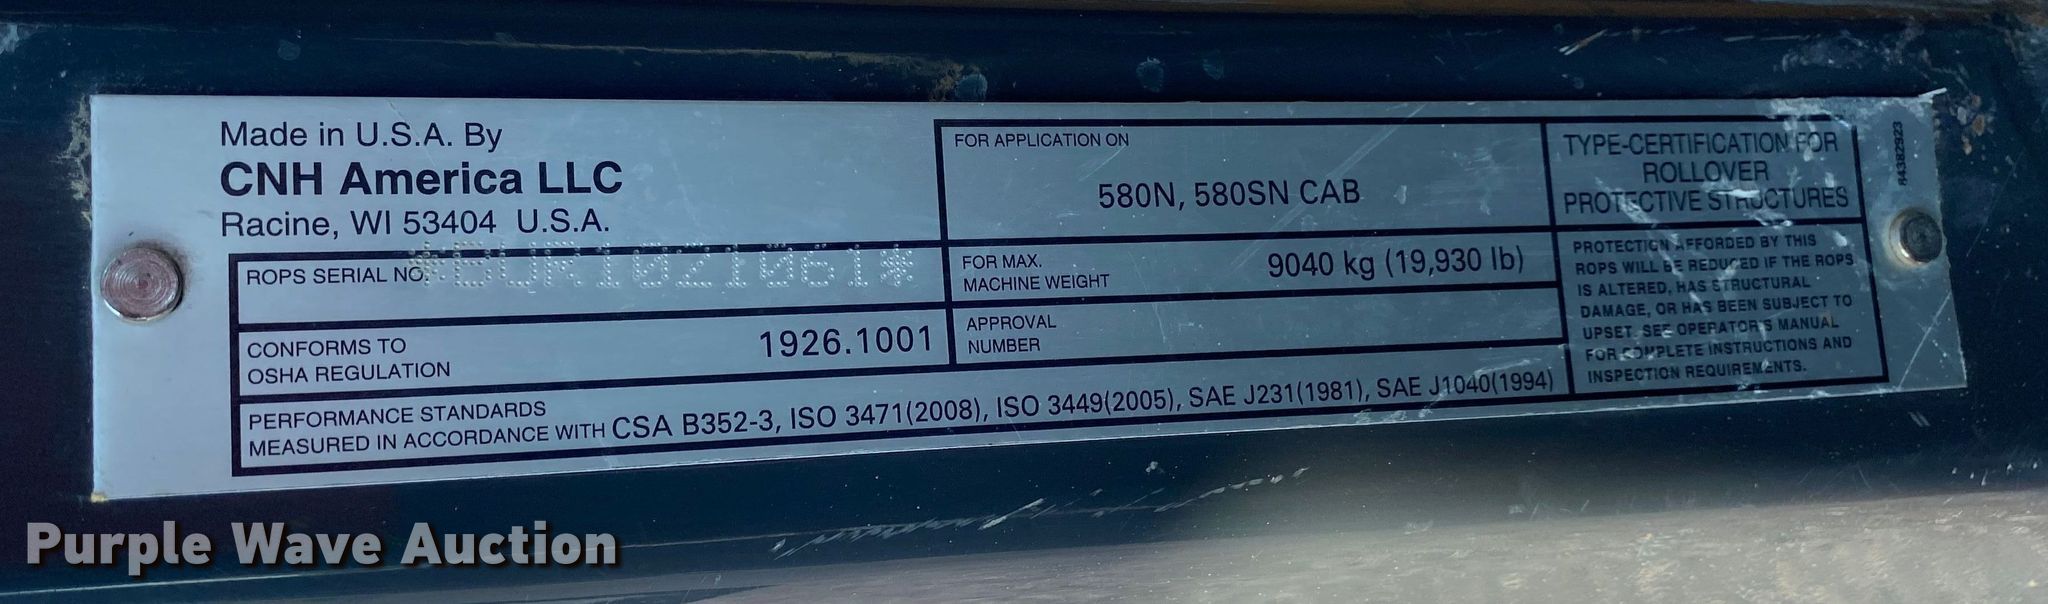 Made in U.S.A. By
CNH America LLC
Racine, WI 53404 U.S.A.
ROPS SERIAL NO.
CONFORMS TO
OSHA REGULATION
1926.1001
PERFORMANCE STANDARDS
MEASURED IN ACCORDANCE WITH CSA B352-3, ISO 3471(2008), ISO 3449(2005), SAE J231(1981), SAE J1040(1994)
FOR APPLICATION ON
580N, 580SN CAB
FOR MAX.
MACHINE WEIGHT
9040 kg (19,930 lb)
APPROVAL
NUMBER
TYPE-CERTIFICATION FOR
ROLLOVER
PROTECTIVE STRUCTURES
PROTECTION AFFORDED BY THIS
ROPS WILL BE REDUCED IF THE ROPS
IS ALTERED, HAS STRUCTURAL
DAMAGE, OR HAS BEEN SUBJECT TO
UPSET. SEE OPERATOR'S MANUAL
FOR COMPLETE INSTRUCTIONS AND
INSPECTION REQUIREMENTS.
84382923
Purple Wave Auction